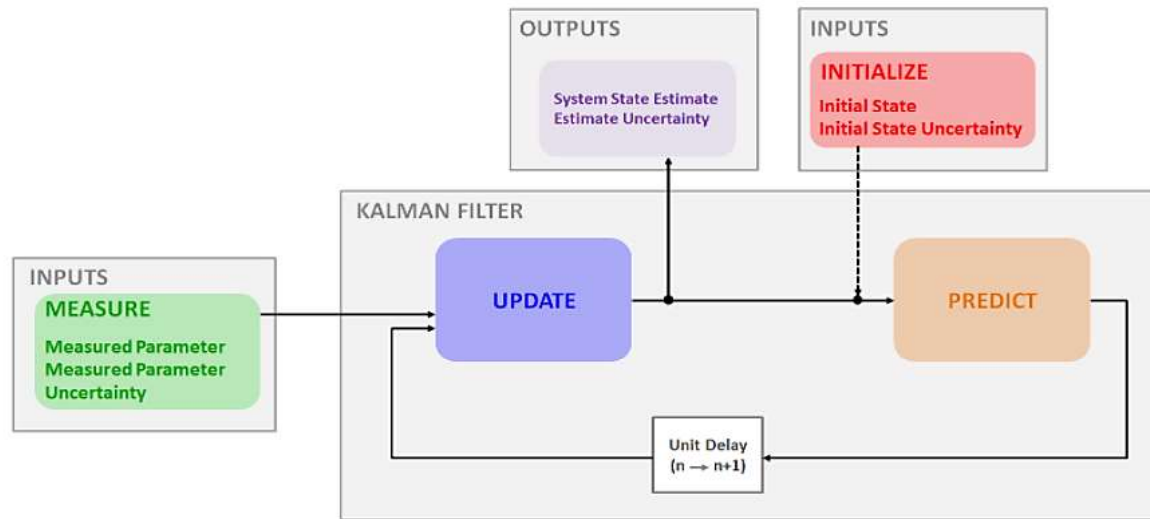 OUTPUTS
System State Estimate
Estimate Uncertainty
INPUTS
INITIALIZE
Initial State
Initial State Uncertainty
KALMAN FILTER
INPUTS
MEASURE
Measured Parameter
Measured Parameter
Uncertainty
UPDATE
PREDICT
Unit Delay
(n → n+1)